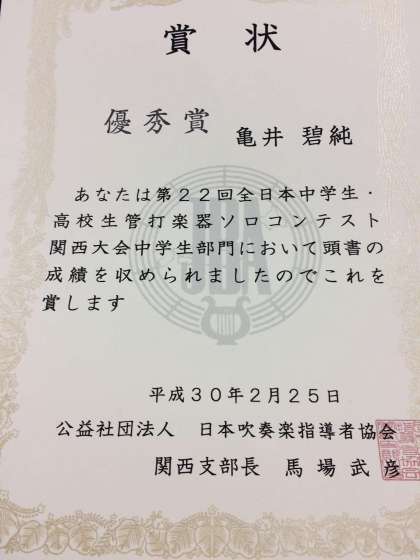 賞状
優秀賞
亀井 碧純
あなたは第22回全日本中学生・
高校生管打楽器ソロコンテスト
関西大会中学生部門において頭書の
成績を収められましたのでこれを
賞します
平成30年2月25日
公益社団法人 日本吹奏楽指導者協会
関西支部長 馬場武彦
JBA